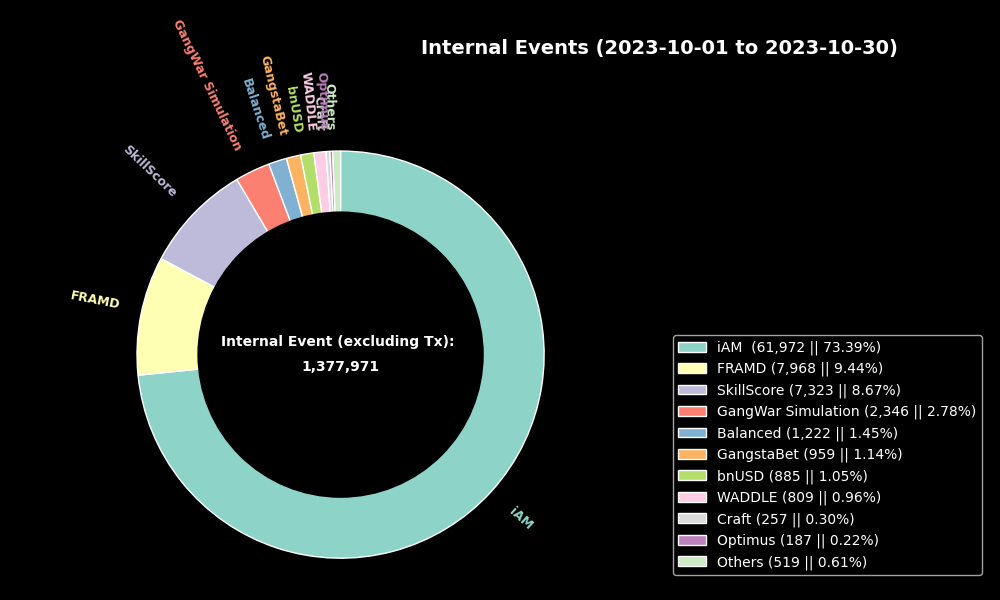 Internal Events (2023-10-01 to 2023-10-30)
GangWar Simulation
Balanced
GangstaBet
bnUSD
WADDLE
Craft
Optimus
Others
SkillScore
FRAMD
iAM
Internal Event (excluding Tx):
1,377,971
iAM  (61,972 || 73.39%)
FRAMD (7,968 || 9.44%)
SkillScore (7,323 || 8.67%)
GangWar Simulation (2,346 || 2.78%)
Balanced (1,222 || 1.45%)
GangstaBet (959 || 1.14%)
bnUSD (885 || 1.05%)
WADDLE (809 || 0.96%)
Craft (257 || 0.30%)
Optimus (187 || 0.22%)
Others (519 || 0.61%)